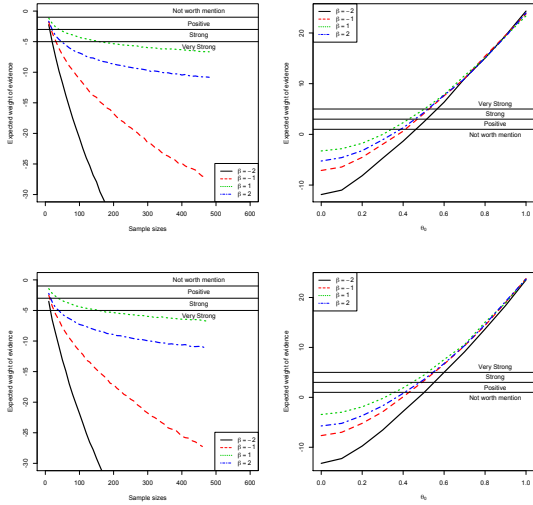 Expected weight of evidence
0
-5
-10
-15
-20
-25
-30
Not worth mention
Positive
Strong
Very Strong
β = −2
β = −1
β = 1
β = 2
0 100 200 300 400 500 600
Sample sizes
Expected weight of evidence
20
10
0
-10
β = −2
β = −1
β = 1
β = 2
Very Strong
Strong
Positive
Not worth mention
0.0 0.2 0.4 0.6 0.8 1.0
Expected weight of evidence
0
-5
-10
-15
-20
-25
-30
Not worth mention
Positive
Strong
Very Strong
β = −2
β = −1
β = 1
β = 2
0 100 200 300 400 500 600
Sample sizes
Expected weight of evidence
20
10
0
-10
β = −2
β = −1
β = 1
β = 2
Very Strong
Strong
Positive
Not worth mention
0.0 0.2 0.4 0.6 0.8 1.0